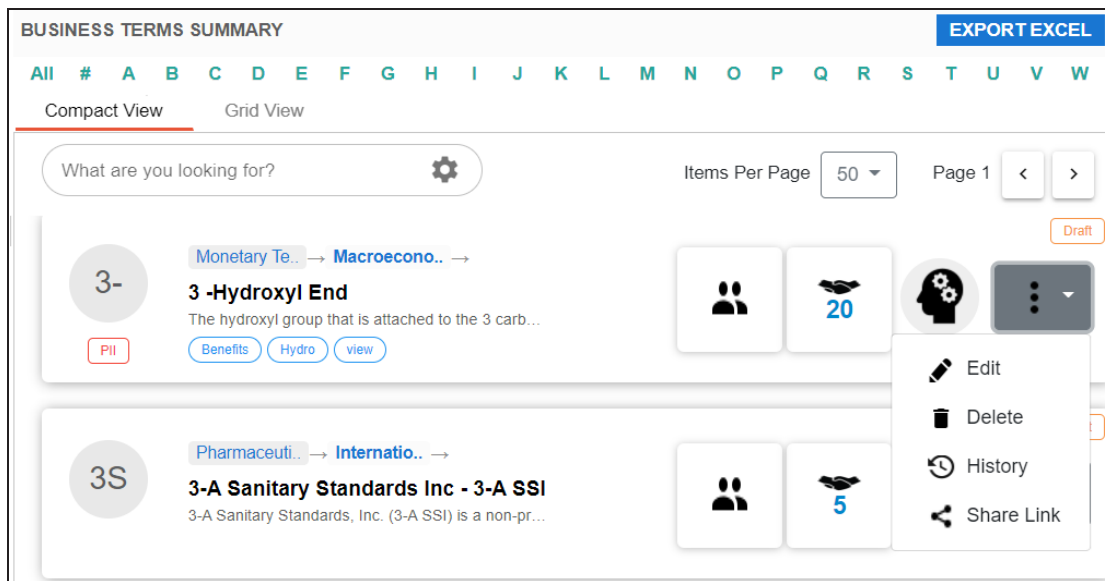 BUSINESS TERMS SUMMARY
EXPORT EXCEL
All # A B C D E F G H I J K L M N O P Q R S T U V W
Compact View Grid View
What are you looking for?
Items Per Page 50 Page 1 < >
Draft
3-
PII
Monetary Te.. → Macroecono.. →
3 -Hydroxyl End
The hydroxyl group that is attached to the 3 carb...
Benefits Hydro view
20
Edit
Delete
History
Share Link
3S
Pharmaceuti.. → Internatio.. →
3-A Sanitary Standards Inc - 3-A SSI
3-A Sanitary Standards, Inc. (3-A SSI) is a non-pr...
5